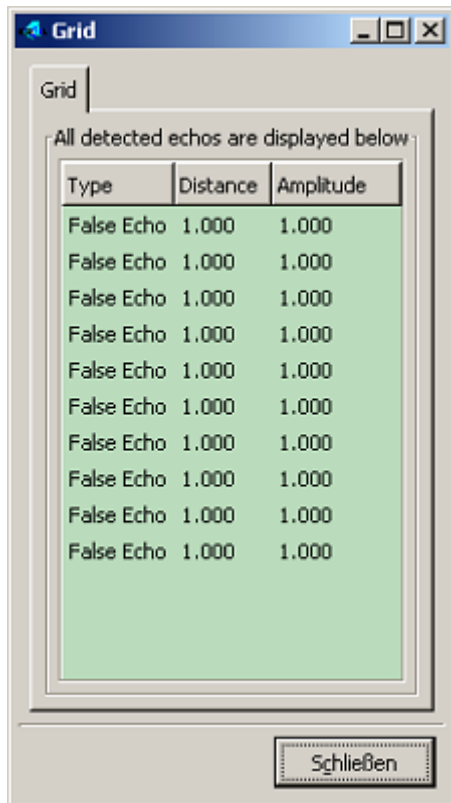 Grid
Grid
All detected echos are displayed below
Type Distance Amplitude
False Echo 1.000 1.000
False Echo 1.000 1.000
False Echo 1.000 1.000
False Echo 1.000 1.000
False Echo 1.000 1.000
False Echo 1.000 1.000
False Echo 1.000 1.000
False Echo 1.000 1.000
False Echo 1.000 1.000
False Echo 1.000 1.000
Schließen